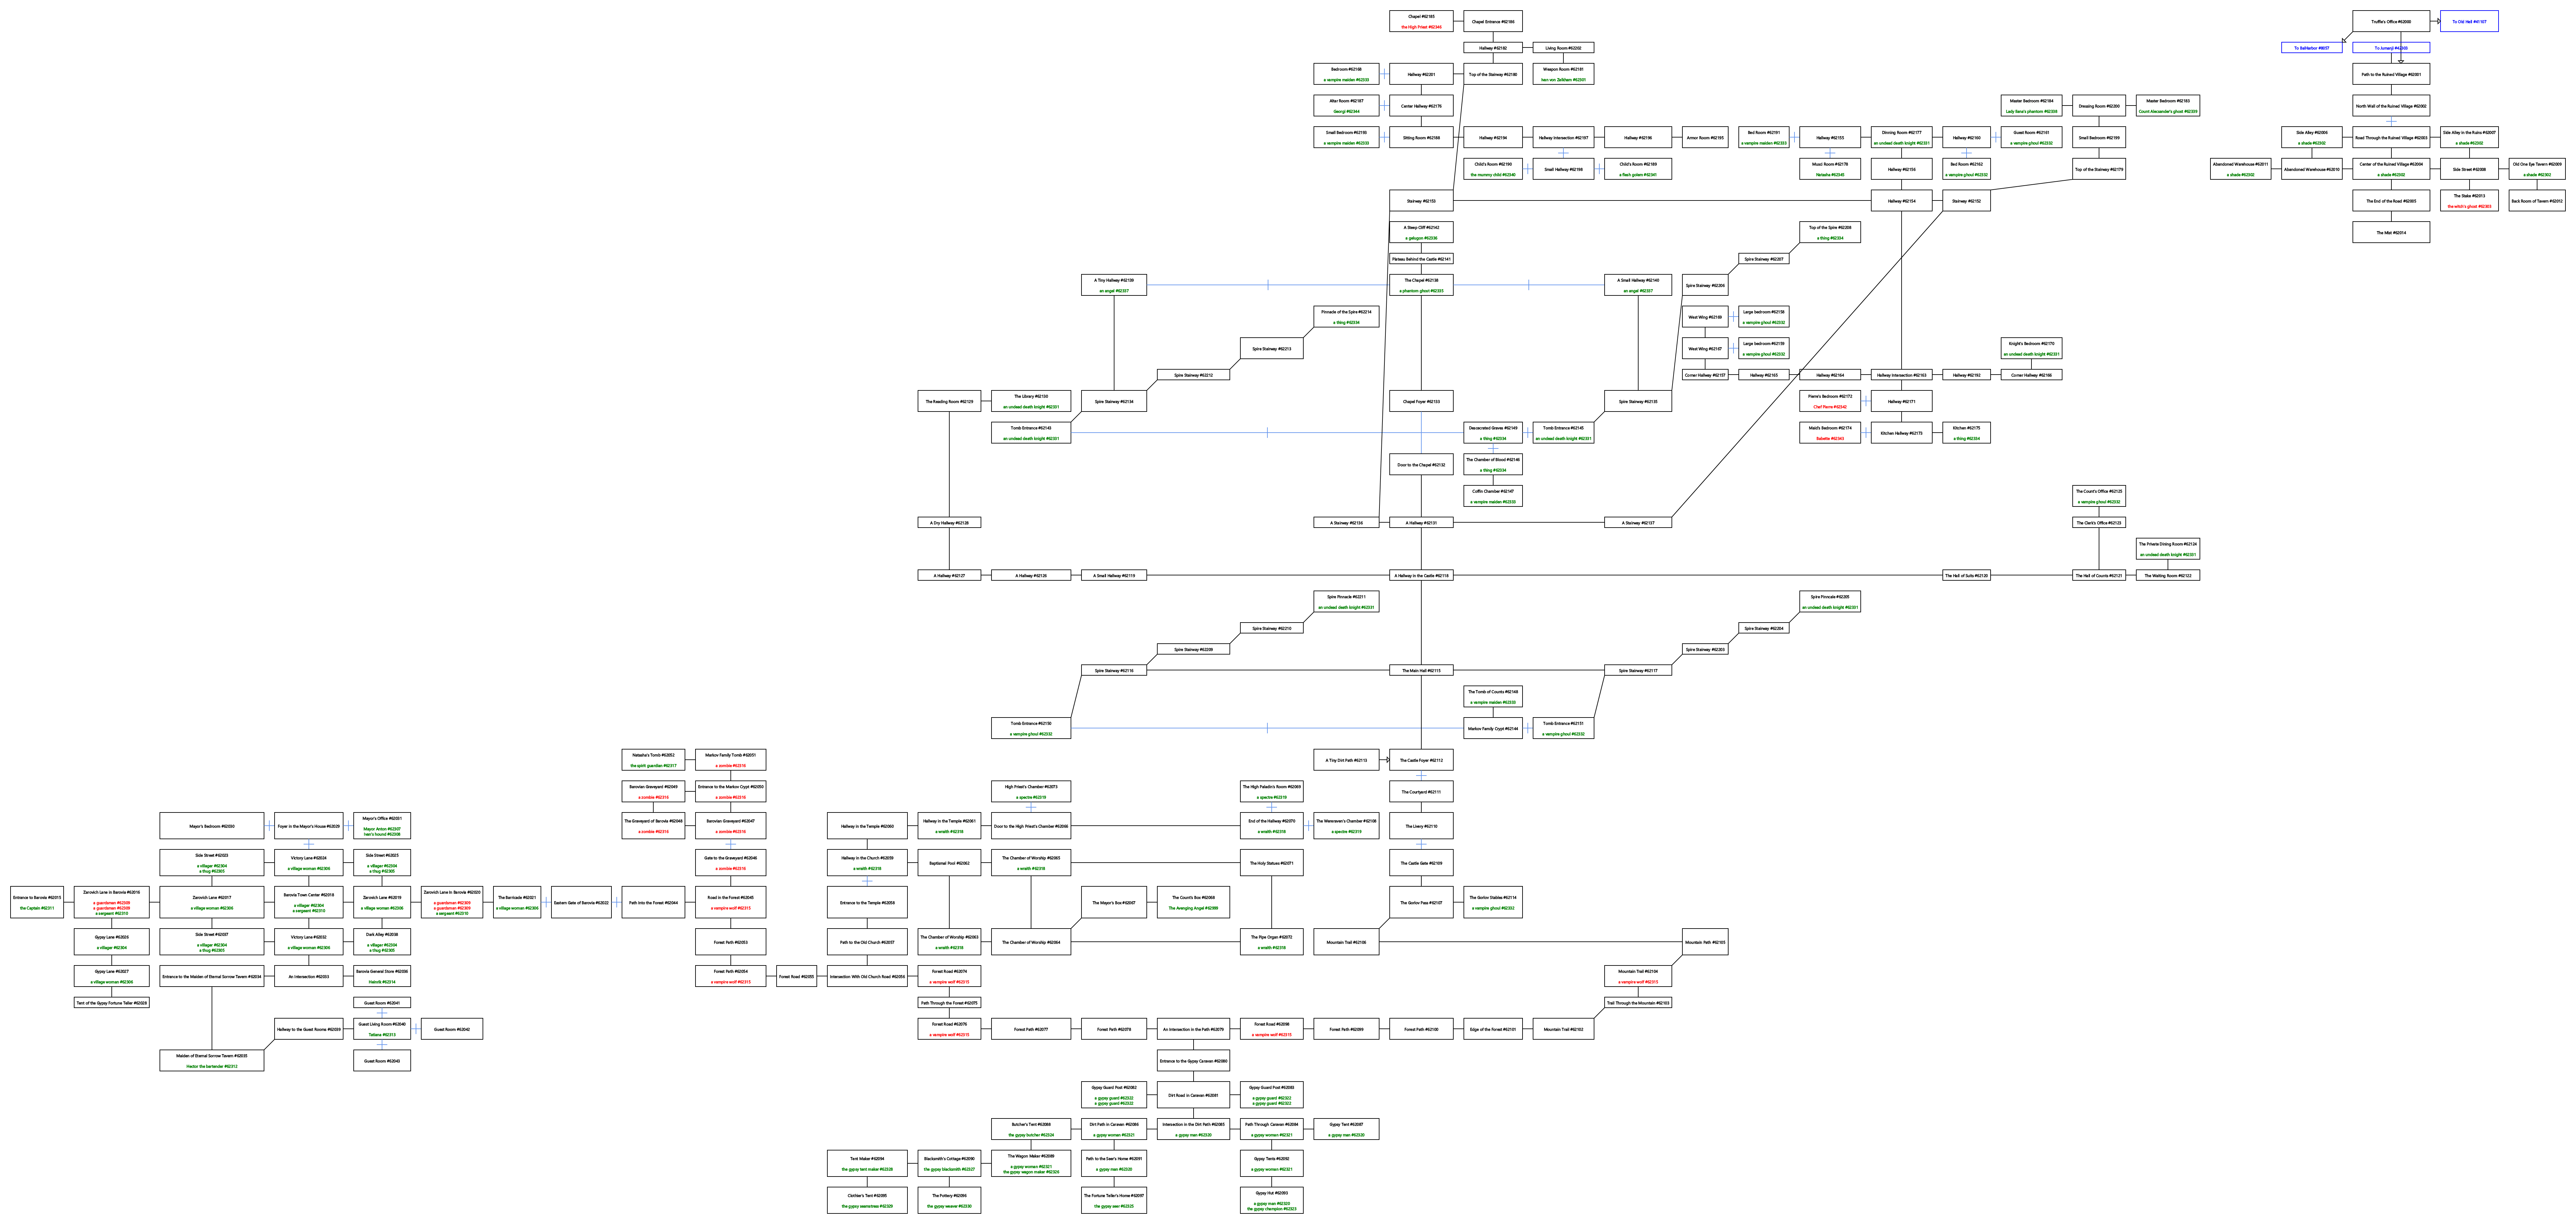 Chapel #62185
the High Priest #62346
Chapel Entrance #62186
Truffle's Office #62000
To Old Hell #41107
Hallway #62182
Living Room #62202
Bedroom #62168
a vampire maiden #62333
Hallway #62201
Top of the Stairway #62180
Weapon Room #62181
Path to the Ruined Village #62001
Altar Room #62187
Georgi #62344
Center Hallway #62176
Master Bedroom #62184
Dressing Room #62200
Master Bedroom #62183
North Wall of the Ruined Village #62002
Sitting Room #62188
Hallway #62194
Hallway Intersection #62197
Hallway #62196
Armor Room #62195
Bed Room #62191
a vampire maiden #62333
Hallway #62155
Dinning Room #62177
an undead death knight #62331
Hallway #62160
Guest Room #62161
a vampire ghoul #62332
Small Bedroom #62199
Side Alley #62006
a shade #62302
Road Through the Ruined Village #62003
Side Alley in the Ruins #62007
a shade #62302
Child's Room #62190
the mummy child #62340
Small Hallway #62198
Child's Room #62189
a flesh golem #62341
Music Room #62178
Natasha #62345
Bed Room #62162
a vampire ghoul #62332
Top of the Stairway #62179
Abandoned Warehouse #62011
a shade #62302
Abandoned Warehouse #62010
Center of the Ruined Village #62004
a shade #62302
Side Street #62008
Old One Eye Tavern #62009
a shade #62302
Stairway #62153
Hallway #62154
Stairway #62152
The End of the Road #62005
The Stake #62013
the witch's ghost #62303
Back Room of Tavern #62012
A Steep Cliff #62142
Top of the Spire #62208
a thing #62334
The Mist #62014
Plateau Behind the Castle #62141
Spire Stairway #62207
A Tiny Hallway #62139
an angel #62337
The Chapel #62138
a phantom ghost #62335
A Small Hallway #62140
an angel #62337
Spire Stairway #62206
Pinnacle of the Spire #62214
a thing #62334
Large bedroom #62158
a vampire ghoul #62332
Spire Stairway #62213
West Wing #62167
Large bedroom #62159
a vampire ghoul #62332
Knight's Bedroom #62170
an undead death knight #62331
Spire Stairway #62212
Corner Hallway #62157
Hallway #62165
Hallway #62164
Hallway Intersection #62163
Hallway #62192
Corner Hallway #62166
The Reading Room #62129
The Library #62130
an undead death knight #62331
Spire Stairway #62134
Chapel Foyer #62133
Spire Stairway #62135
Pierre's Bedroom #62172
Chef Pierre #62342
Hallway #62171
Tomb Entrance #62143
an undead death knight #62331
Desecrated Graves #62149
a thing #62334
Tomb Entrance #62145
an undead death knight #62331
Maid's Bedroom #62174
Babette #62343
Kitchen Hallway #62173
Kitchen #62175
a thing #62334
Door to the Chapel #62132
The Chamber of Blood #62146
a thing #62334
Coffin Chamber #62147
a vampire maiden #62333
The Count's Office #62125
a vampire ghoul #62332
A Dry Hallway #62128
A Stairway #62136
A Hallway #62131
A Stairway #62137
The Clerk's Office #62123
The Private Dining Room #62124
an undead death knight #62331
A Hallway #62127
A Hallway #62126
A Small Hallway #62119
A Hallway in the Castle #62118
The Hall of Suits #62120
The Hall of Counts #62121
The Waiting Room #62122
Spire Pinnacle #62211
an undead death knight #62331
Spire Pinncale #62205
an undead death knight #62331
Spire Stairway #62210
Spire Stairway #62204
Spire Stairway #62209
Spire Stairway #62203
Spire Stairway #62116
The Main Hall #62115
Spire Stairway #62117
The Tomb of Counts #62148
a vampire maiden #62333
Tomb Entrance #62150
a vampire ghoul #62332
Markov Family Crypt #62144
Tomb Entrance #62151
a vampire ghoul #62332
Natasha's Tomb #62052
the spirit guardian #62317
Markov Family Tomb #62051
a zombie #62316
A Tiny Dirt Path #62113
The Castle Foyer #62112
Barovian Graveyard #62049
a zombie #62316
Entrance to the Markov Crypt #62050
a zombie #62316
High Priest's Chamber #62073
a spectre #62319
The High Paladin's Room #62069
a spectre #62319
The Courtyard #62111
Mayor's Bedroom #62030
Foyer in the Mayor's House #62029
Mayor's Office #62031
Mayor Anton #62307
Ivan's hound #62308
The Graveyard of Barovia #62048
a zombie #62316
Barovian Graveyard #62047
a zombie #62316
Hallway in the Temple #62060
Hallway in the Temple #62061
a wraith #62318
Door to the High Priest's Chamber #62066
End of the Hallway #62070
a wraith #62318
a spectre #62319
The Livery #62110
Side Street #62023
a villager #62304
a thug #62305
Victory Lane #62024
a village woman #62306
Side Street #62025
a villager #62304
a thug #62305
Gate to the Graveyard #62046
a zombie #62316
Hallway in the Church #62059
a wraith #62318
Baptismal Pool #62062
The Chamber of Worship #62065
a wraith #62318
The Holy Statues #62071
The Castle Gate #62109
Entrance to Barovia #62015
the Captain #62311
Zarovich Lane in Barovia #62016
a guardsman #62309
a guardsman #62309
a sergeant #62310
Zarovich Lane #62017
a village woman #62306
Barovia Town Center #62018
a villager #62304
a sergeant #62310
Zarovich Lane #62019
a village woman #62306
Zarovich Lane in Barovia #62020
a guardsman #62309
a guardsman #62309
a sergeant #62310
The Barricade #62021
a village woman #62306
Eastern Gate of Barovia #62022
Path into the Forest #62044
Road in the Forest #62045
a vampire wolf #62315
Entrance to the Temple #62058
The Mayor's Box #62067
The Count's Box #62068
The Gorlov Pass #62107
The Gorlov Stables #62114
a vampire ghoul #62332
Gypsy Lane #62026
a villager #62304
Side Street #62037
a villager #62304
a thug #62305
Victory Lane #62032
a village woman #62306
Dark Alley #62038
a villager #62304
a thug #62305
Forest Path #62053
Path to the Old Church #62057
The Chamber of Worship #62063
a wraith #62318
The Chamber of Worship #62064
The Pipe Organ #62072
a wraith #62318
Mountain Trail #62106
Mountain Path #62105
Gypsy Lane #62027
a village woman #62306
Entrance to the Maiden of Eternal Sorrow Tavern #62034
An Intersection #62033
Barovia General Store #62036
Forest Path #62054
a vampire wolf #62315
Forest Road #62055
Intersection With Old Church Road #62056
Forest Road #62074
a vampire wolf #62315
Mountain Trail #62104
a vampire wolf #62315
Tent of the Gypsy Fortune Teller #62028
Guest Room #62041
Path Through the Forest #62075
Trail Through the Mountain #62103
Hallway to the Guest Rooms #62039
Guest Living Room #62040
Tatiana #62313
Guest Room #62042
Forest Road #62076
a vampire wolf #62315
Forest Path #62077
Forest Path #62078
An Intersection in the Path #62079
Forest Road #62098
a vampire wolf #62315
Forest Path #62099
Forest Path #62100
Edge of the Forest #62101
Mountain Trail #62102
Maiden of Eternal Sorrow Tavern #62035
Hector the bartender #62312
Guest Room #62043
Entrance to the Gypsy Caravan #62080
Gypsy Guard Post #62082
a gypsy guard #62322
a gypsy guard #62322
Dirt Road in Caravan #62081
Gypsy Guard Post #62083
a gypsy guard #62322
a gypsy guard #62322
Butcher's Tent #62088
the gypsy butcher #62324
Dirt Path in Caravan #62086
a gypsy woman #62321
Intersection in the Dirt Path #62085
a gypsy man #62320
Path Through Caravan #62084
a gypsy woman #62321
Gypsy Tent #62087
a gypsy man #62320
Tent Maker #62094
the gypsy tent maker #62328
Blacksmith's Cottage #62090
the gypsy blacksmith #62327
The Wagon Maker #62089
a gypsy woman #62321
the gypsy wagon maker #62326
Path to the Seer's Home #62091
a gypsy man #62320
Gypsy Tents #62092
a gypsy woman #62321
Clothier's Tent #62095
the gypsy seamstress #62329
The Pottery #62096
the gypsy weaver #62330
The Fortune Teller's Home #62097
the gypsy seer #62325
Gypsy Hut #62093
a gypsy man #62320
the gypsy champion #62323